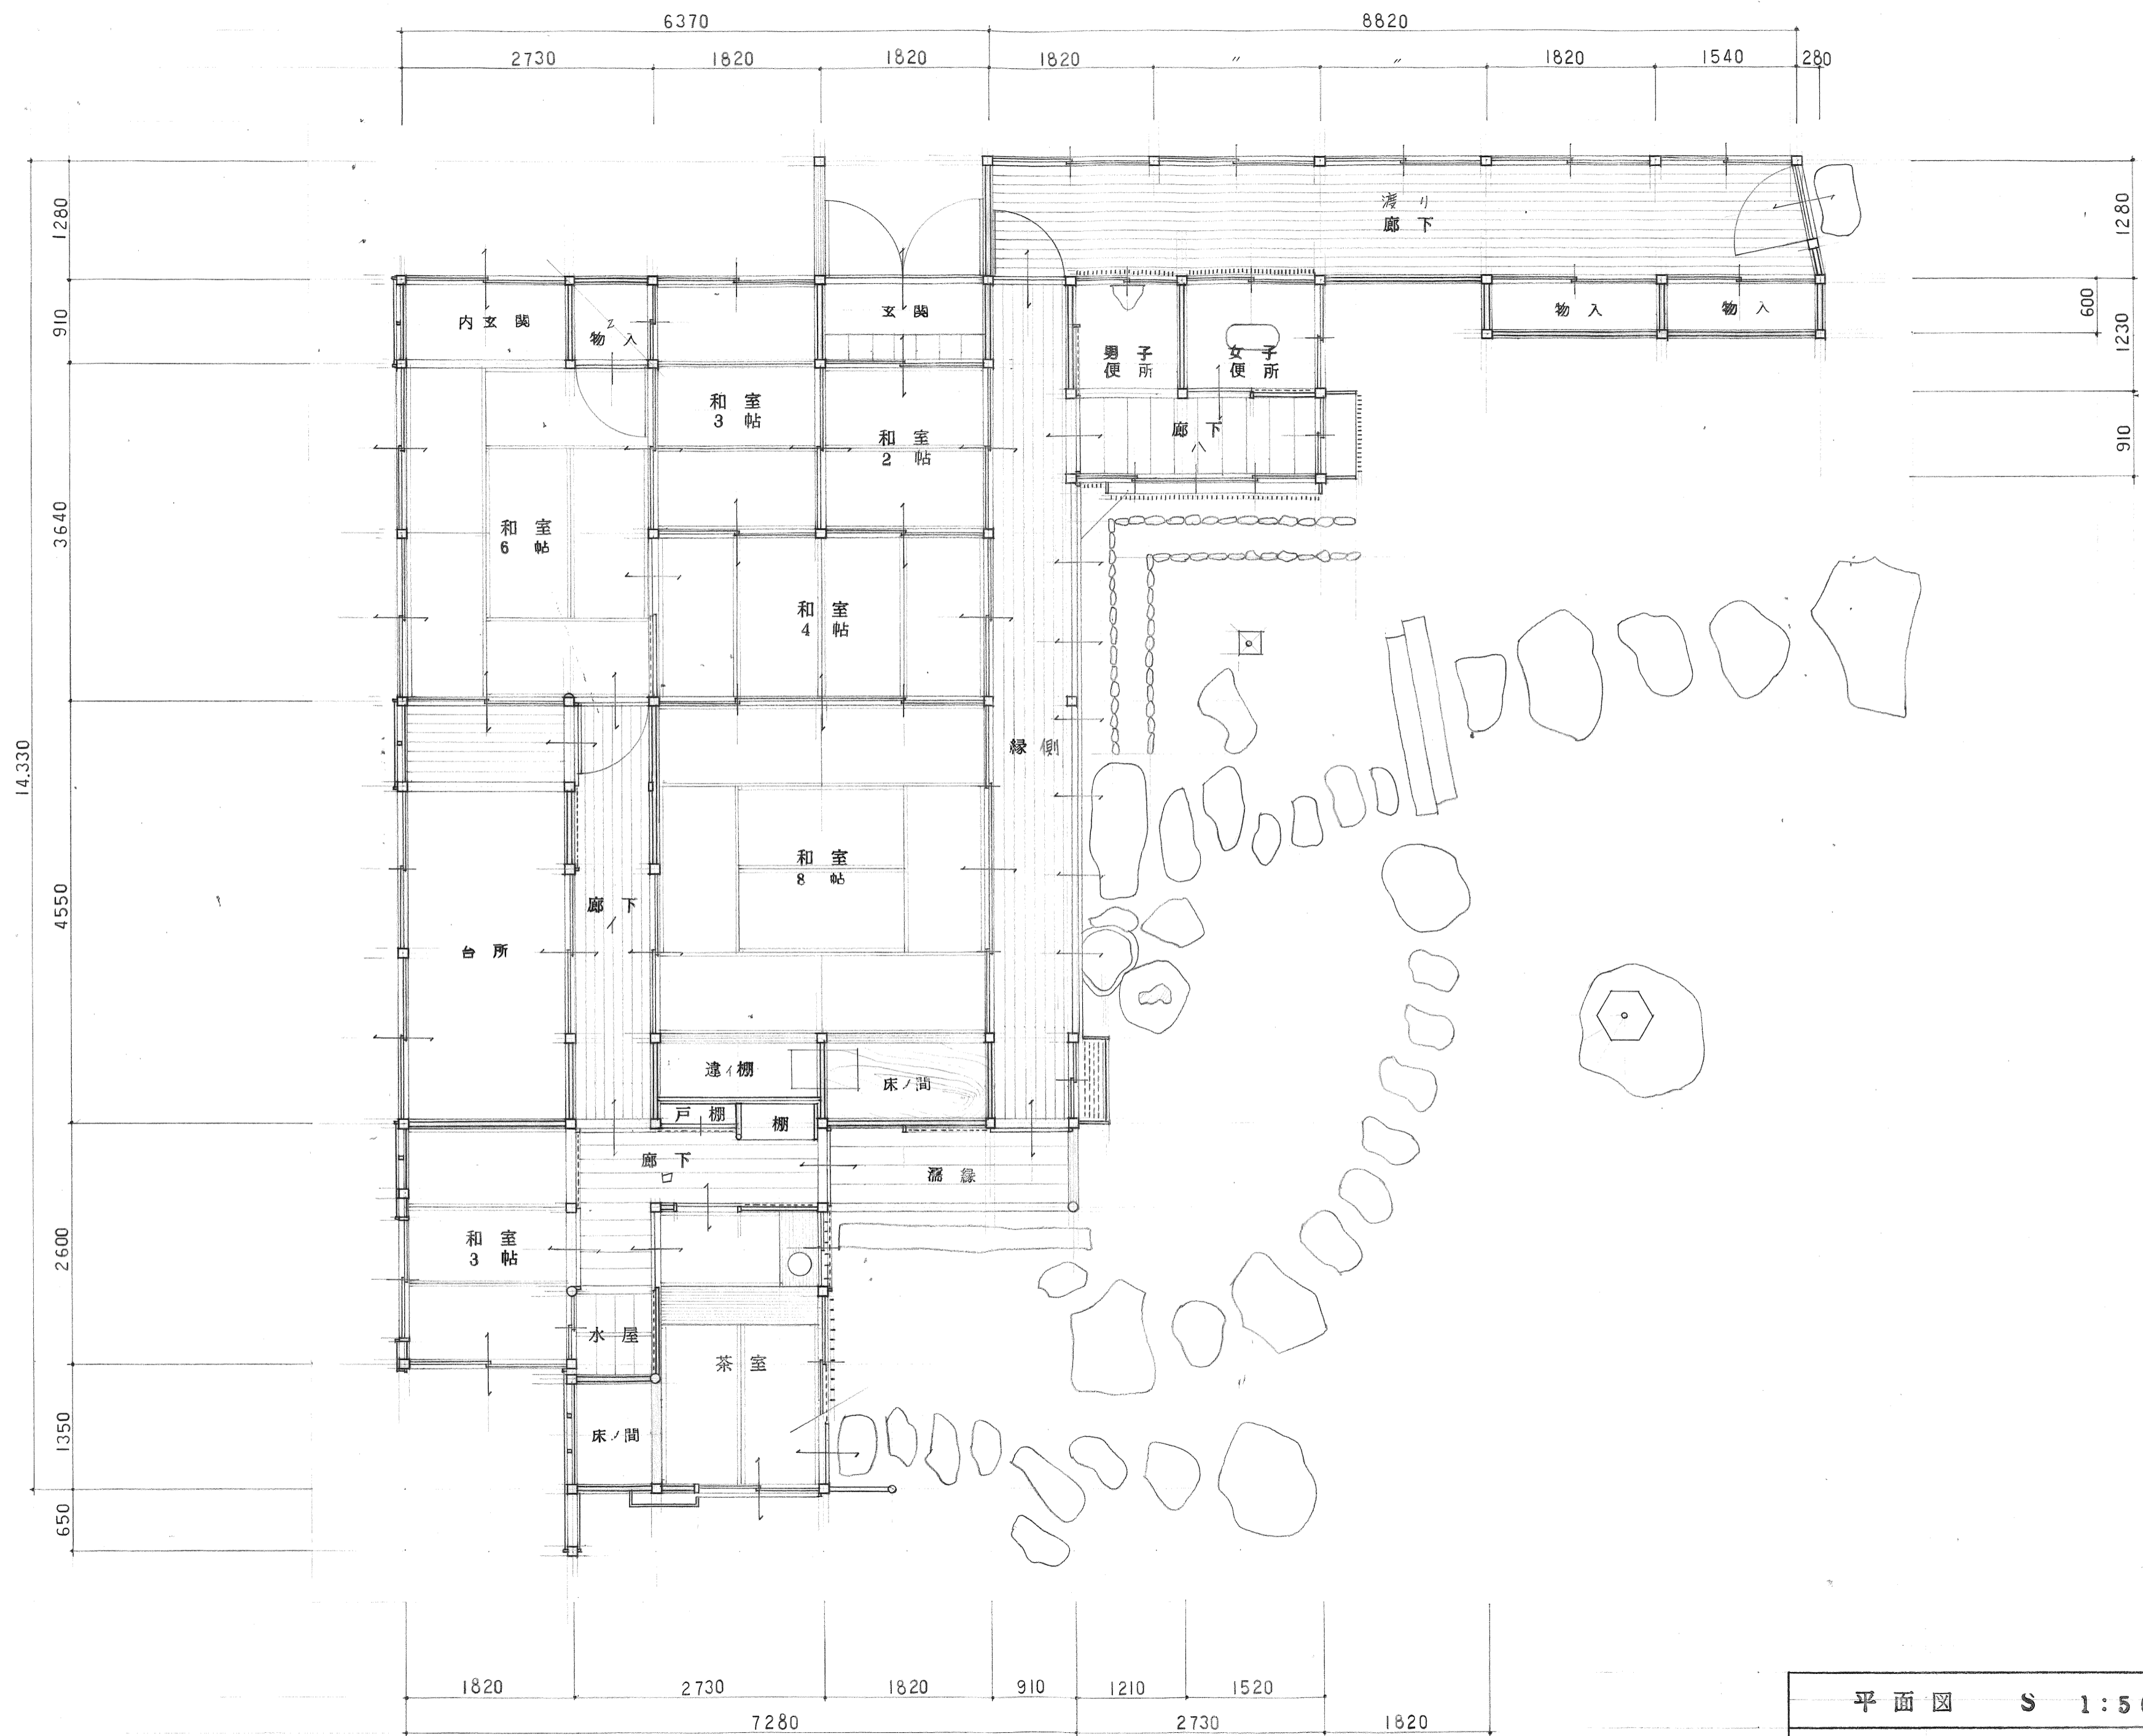 6370
8820
2730
1820
1820
1820
〃
〃
1820
1540
280
14.330
1280
910
3640
4550
2600
1350
650
1280
600
1230
910
渡り
廊下
内玄関
物入
玄関
物入
物入
男子
便所
女子
便所
和室
3帖
和室
2帖
廊下
ハ
和室
6帖
和室
4帖
縁側
和室
8帖
廊下
イ
台所
違イ棚
床ノ間
戸棚
棚
廊下
ロ
濡縁
和室
3帖
水屋
茶室
床ノ間
1820
2730
1820
910
1210
1520
7280
2730
1820
平面図 S 1:5